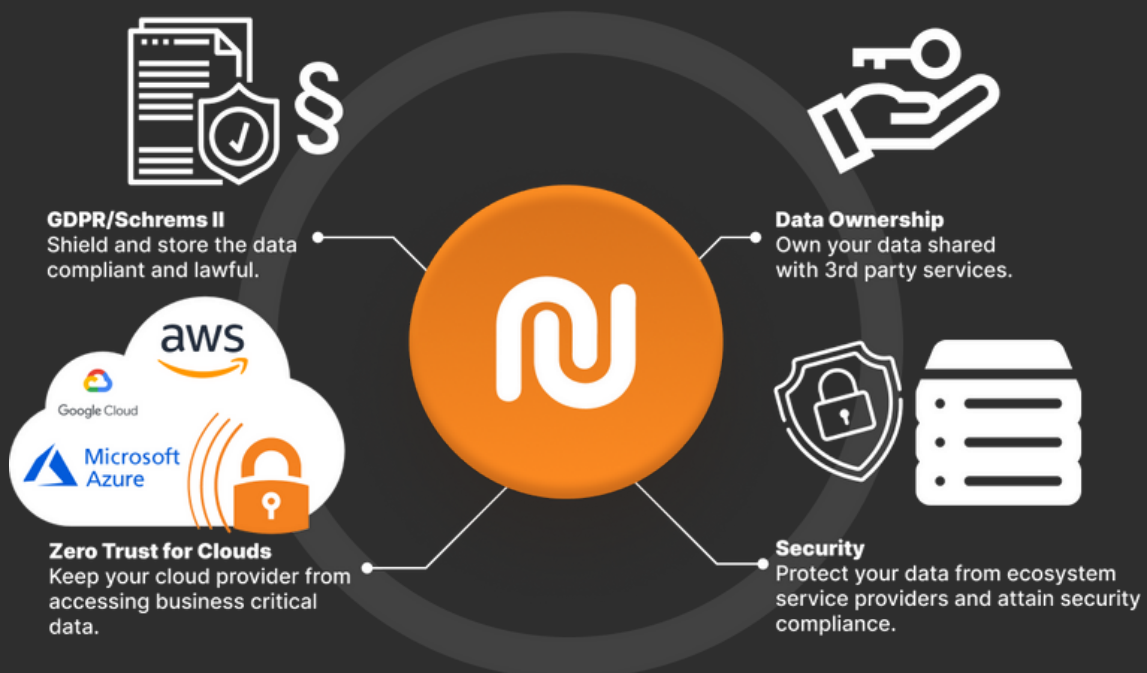 §
GDPR/Schrems II
Shield and store the data
compliant and lawful.
Data Ownership
Own your data shared
with 3rd party services.
aws
Google Cloud
Microsoft
Azure
Zero Trust for Clouds
Keep your cloud provider from
accessing business critical
data.
Security
Protect your data from ecosystem
service providers and attain security
compliance.